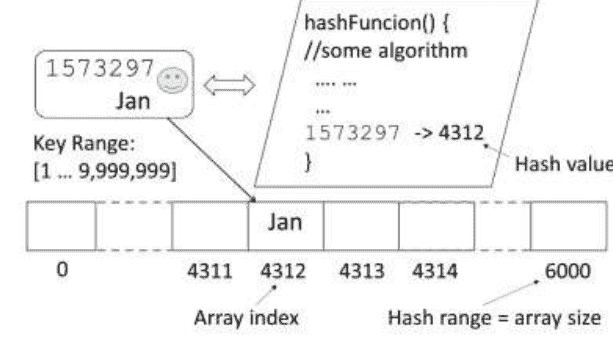 hashFuncion() {
//some algorithm
.... ...
...
1573297 -> 4312
}
1573297
Jan
Key Range:
[1 ... 9,999,999]
Hash value
Jan
0 4311 4312 4313 4314 6000
Array index
Hash range = array size